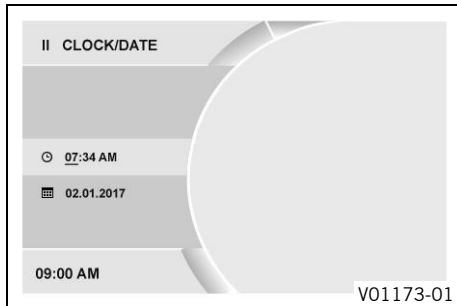 II CLOCK/DATE
07:34 AM
02.01.2017
09:00 AM
V01173-01